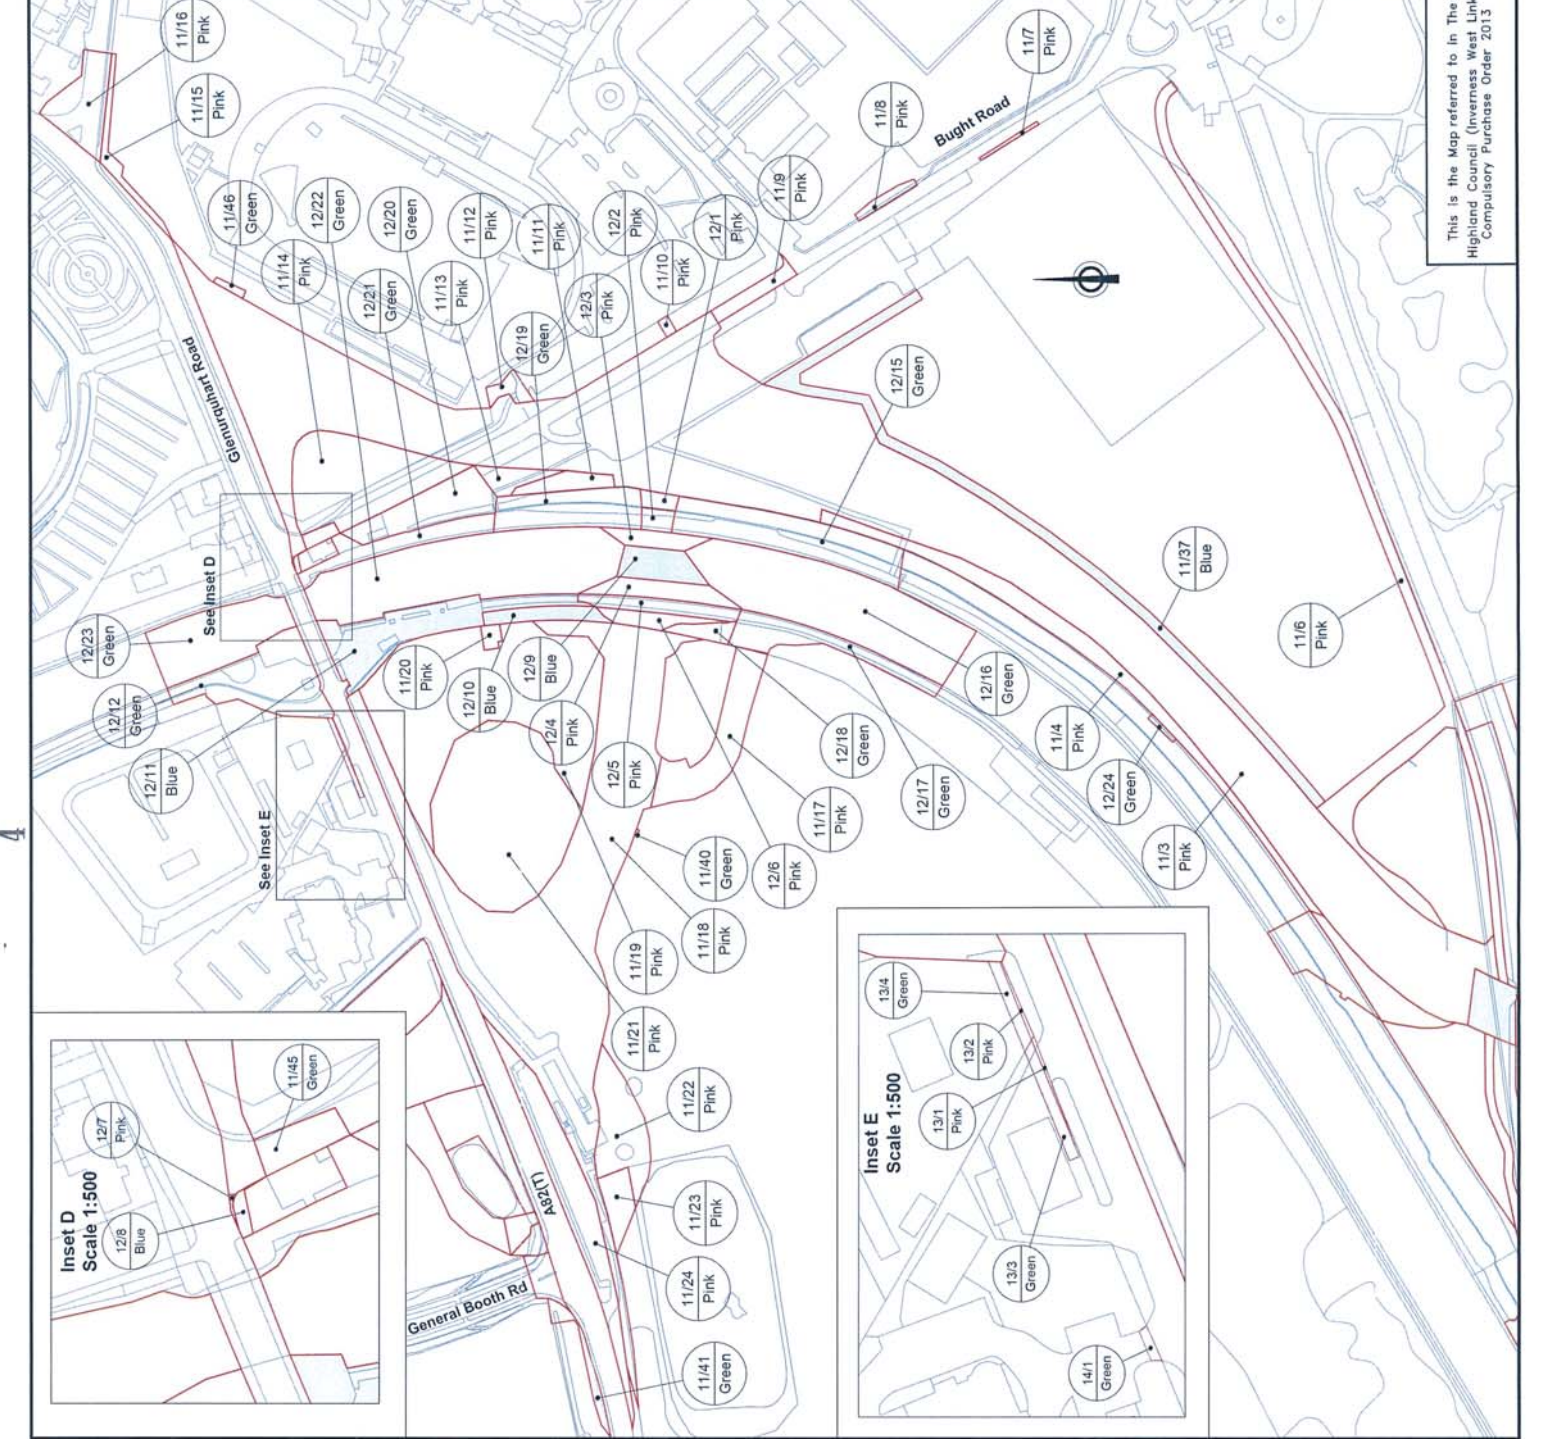 4
11/16
Pink
11/15
Pink
11/46
Green
12/22
Green
12/20
Green
11/12
Pink
11/11
Pink
12/2
Pink
12/1
Pink
11/9
Pink
11/8
Pink
11/7
Pink
Bught Road
11/14
Pink
12/21
Green
11/13
Pink
12/19
Green
12/3
Pink
11/10
Pink
Glenurquhart Road
12/15
Green
This is the Map referred to in The
Highland Council (Inverness West Link
Compulsory Purchase Order 2013
See Inset D
12/23
Green
12/12
Green
12/11
Blue
11/20
Pink
12/10
Blue
12/9
Blue
12/4
Pink
12/5
Pink
12/16
Green
12/18
Green
12/17
Green
11/37
Blue
11/6
Pink
11/4
Pink
12/24
Green
11/3
Pink
See Inset E
11/17
Pink
12/6
Pink
11/40
Green
11/18
Pink
11/19
Pink
11/21
Pink
11/22
Pink
11/23
Pink
11/24
Pink
11/41
Green
A82(T)
General Booth Rd
Inset D
Scale 1:500
12/7
Pink
12/8
Blue
11/45
Green
Inset E
Scale 1:500
13/4
Green
13/2
Pink
13/1
Pink
13/3
Green
14/1
Green